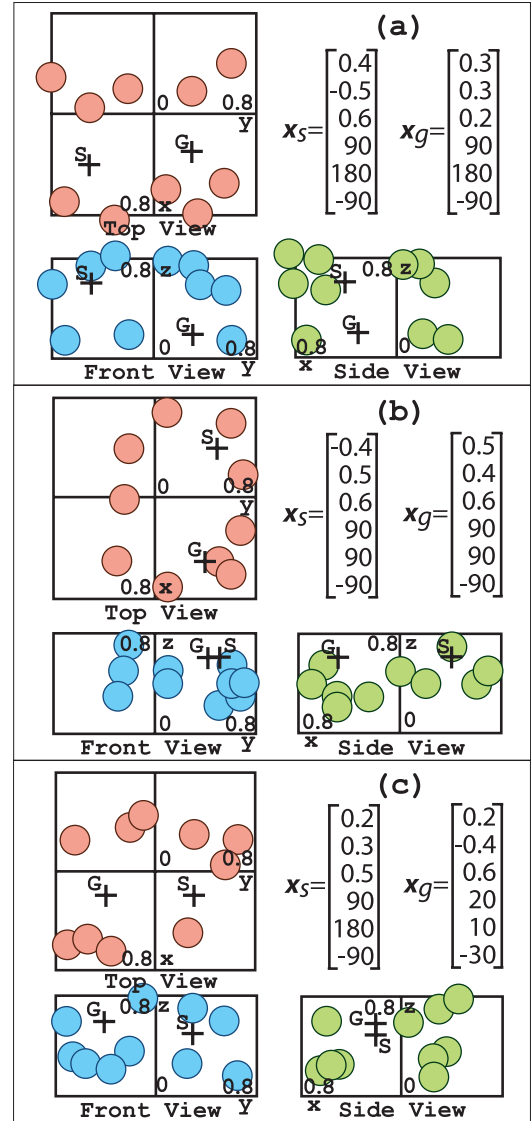 (a)
0 0.8
y
S G
0.8 x
Top View
x_s= [0.4 -0.5 0.6 90 180 -90] x_g= [0.3 0.3 0.2 90 180 -90]
0.8 z
S
G
0 0.8
Front View y
0.8 z
S
G
0.8 0
x Side View
(b)
S
0 0.8
y
G
0.8 x
Top View
x_s= [-0.4 0.5 0.6 90 90 -90] x_g= [0.5 0.4 0.6 90 90 -90]
0.8 z G S
0 0.8
Front View y
G 0.8 z S
0.8 0
x Side View
(c)
0 0.8
y
G S
0.8 x
Top View
x_s= [0.2 0.3 0.5 90 180 -90] x_g= [0.2 -0.4 0.6 20 10 -30]
G 0.8 z
S
0 0.8
Front View y
0.8 z
G
S
0.8 0
x Side View